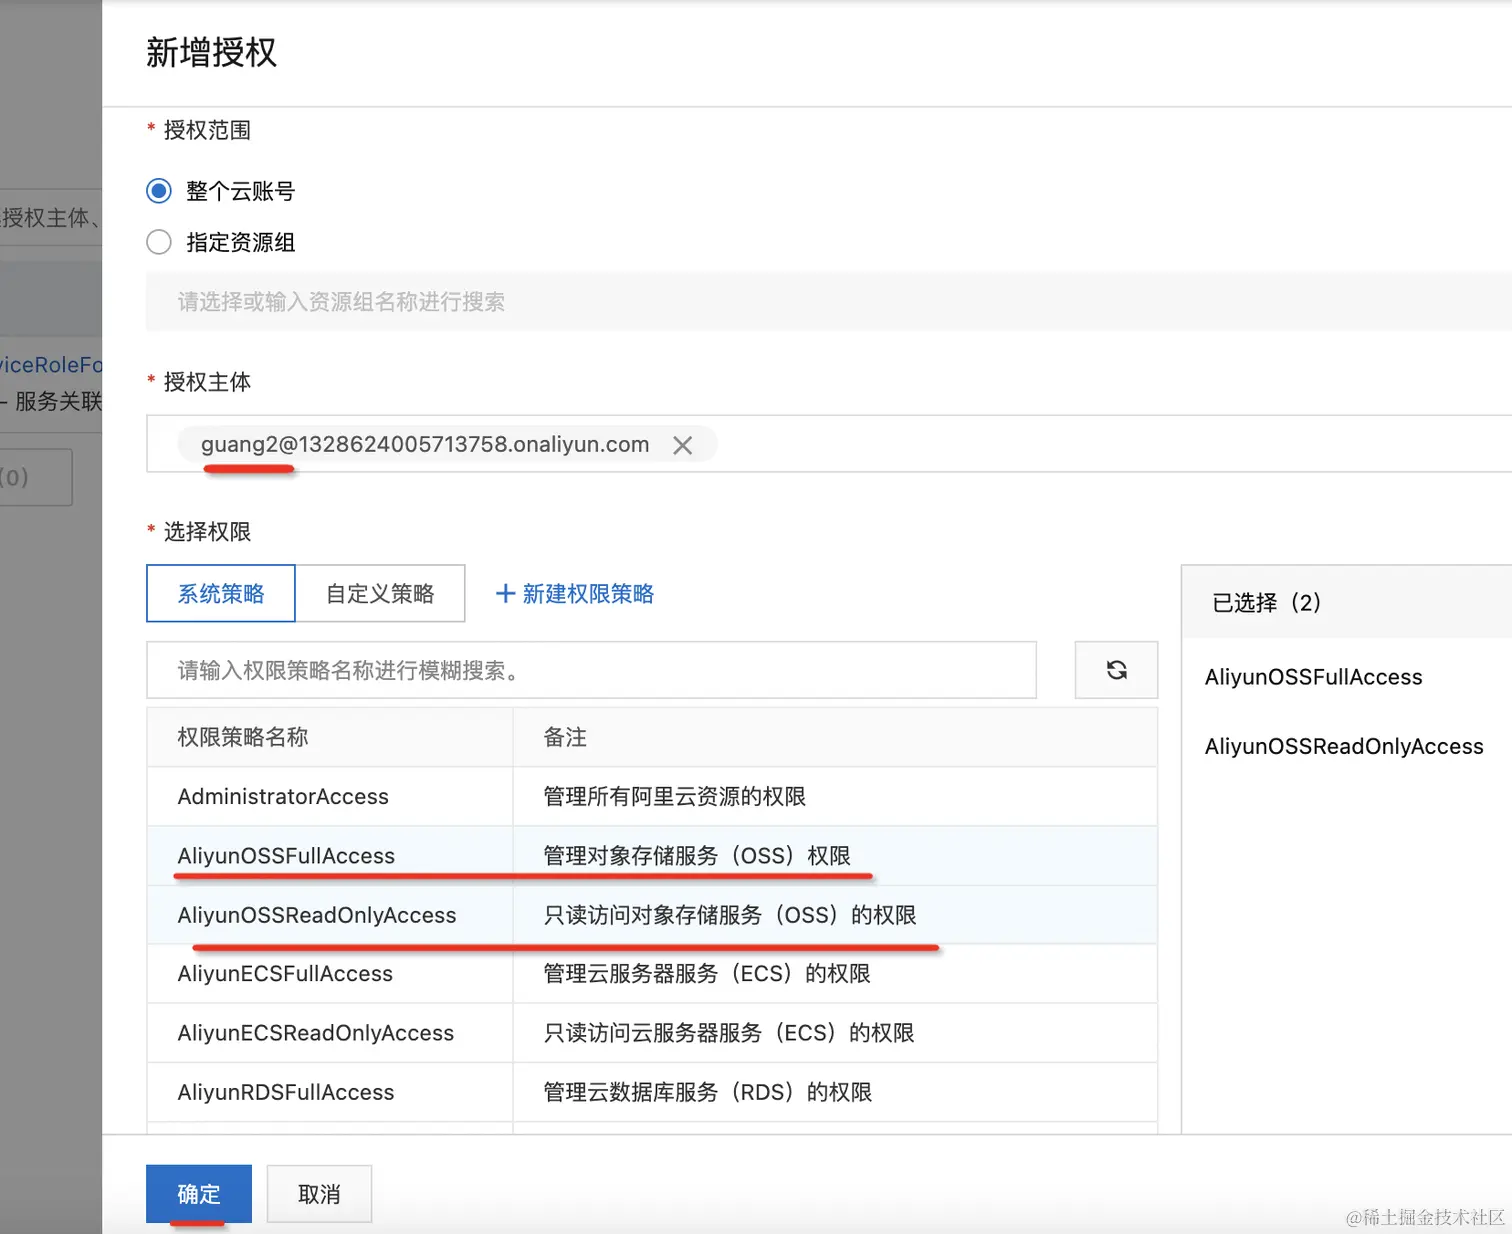 新增授权
* 授权范围
整个云账号
指定资源组
授权主体、
请选择或输入资源组名称进行搜索
viceRoleFo
- 服务关联
* 授权主体
guang2@1328624005713758.onaliyun.com
(0)
* 选择权限
系统策略 自定义策略 + 新建权限策略
已选择（2）
请输入权限策略名称进行模糊搜索。
AliyunOSSFullAccess
AliyunOSSReadOnlyAccess
权限策略名称 备注
AdministratorAccess 管理所有阿里云资源的权限
AliyunOSSFullAccess 管理对象存储服务（OSS）权限
AliyunOSSReadOnlyAccess 只读访问对象存储服务（OSS）的权限
AliyunECSFullAccess 管理云服务器服务（ECS）的权限
AliyunECSReadOnlyAccess 只读访问云服务器服务（ECS）的权限
AliyunRDSFullAccess 管理云数据库服务（RDS）的权限
确定 取消
@稀土掘金技术社区